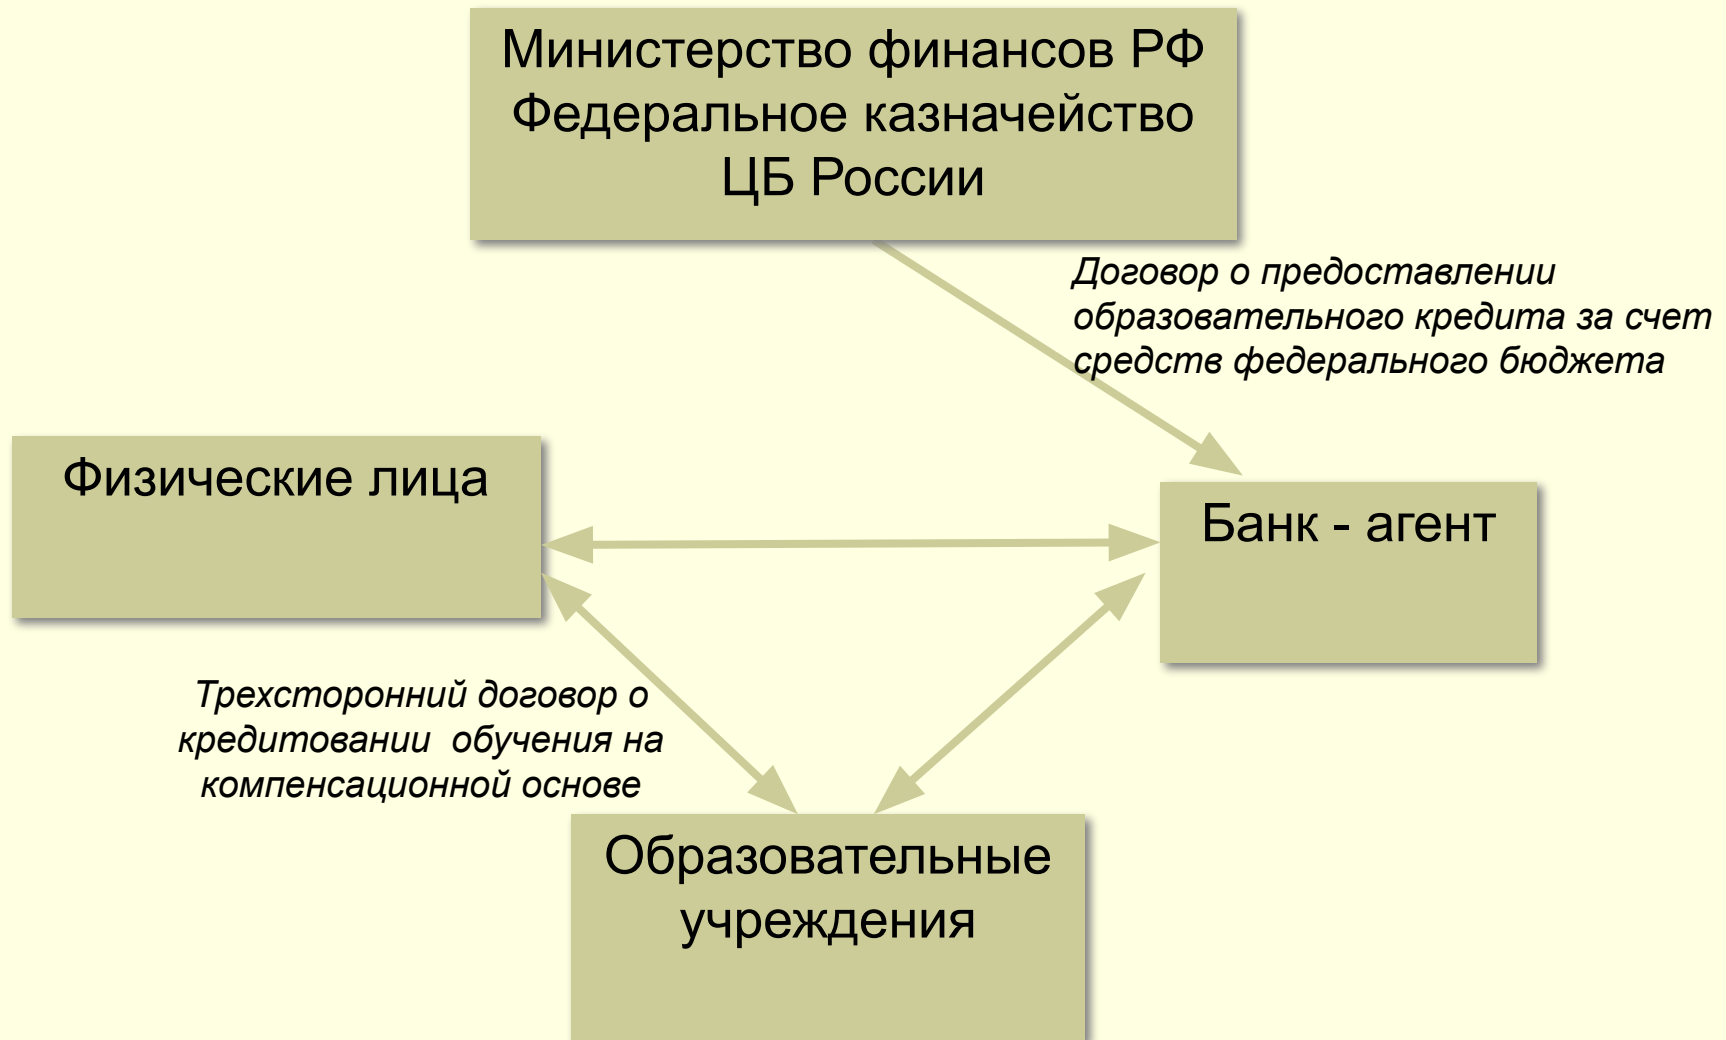 Министерство финансов РФ
Федеральное казначейство
ЦБ России
Договор о предоставлении
образовательного кредита за счет
средств федерального бюджета
Физические лица
Банк - агент
Трехсторонний договор о
кредитовании обучения на
компенсационной основе
Образовательные
учреждения